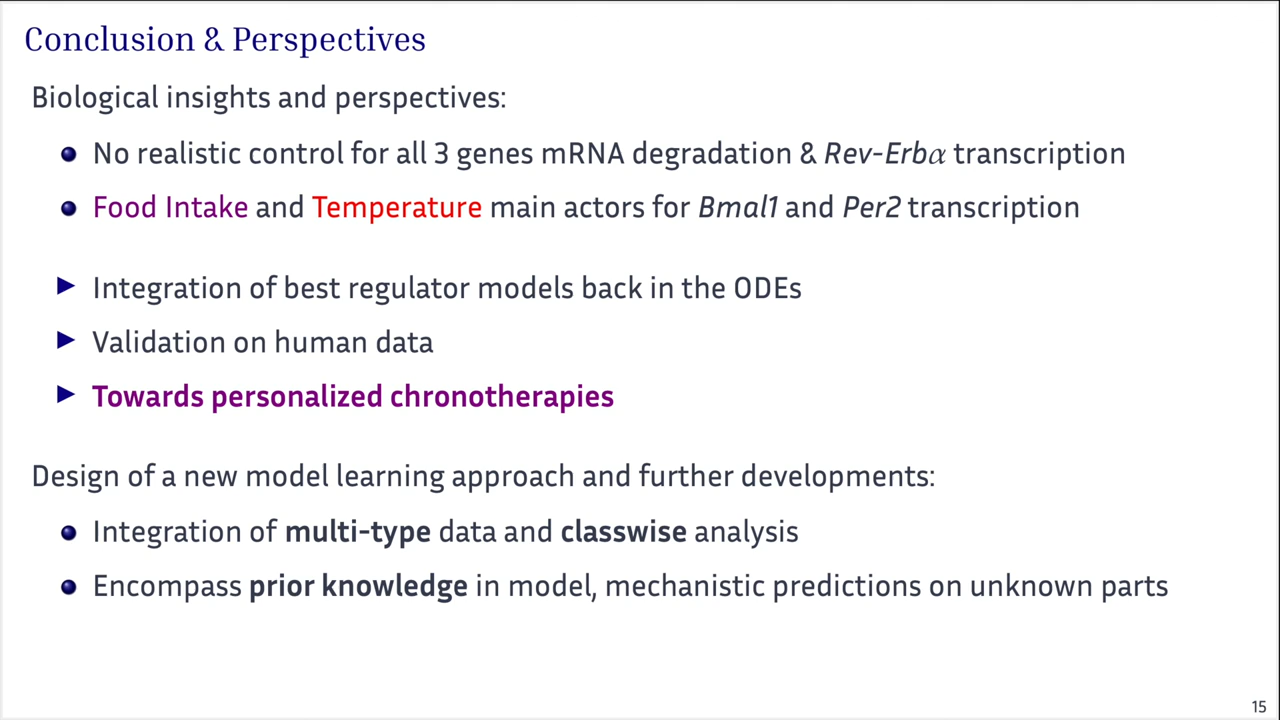 Conclusion & Perspectives
Biological insights and perspectives:
No realistic control for all 3 genes mRNA degradation & Rev-Erbα transcription
Food Intake and Temperature main actors for Bmal1 and Per2 transcription
Integration of best regulator models back in the ODEs
Validation on human data
Towards personalized chronotherapies
Design of a new model learning approach and further developments:
Integration of multi-type data and classwise analysis
Encompass prior knowledge in model, mechanistic predictions on unknown parts
15